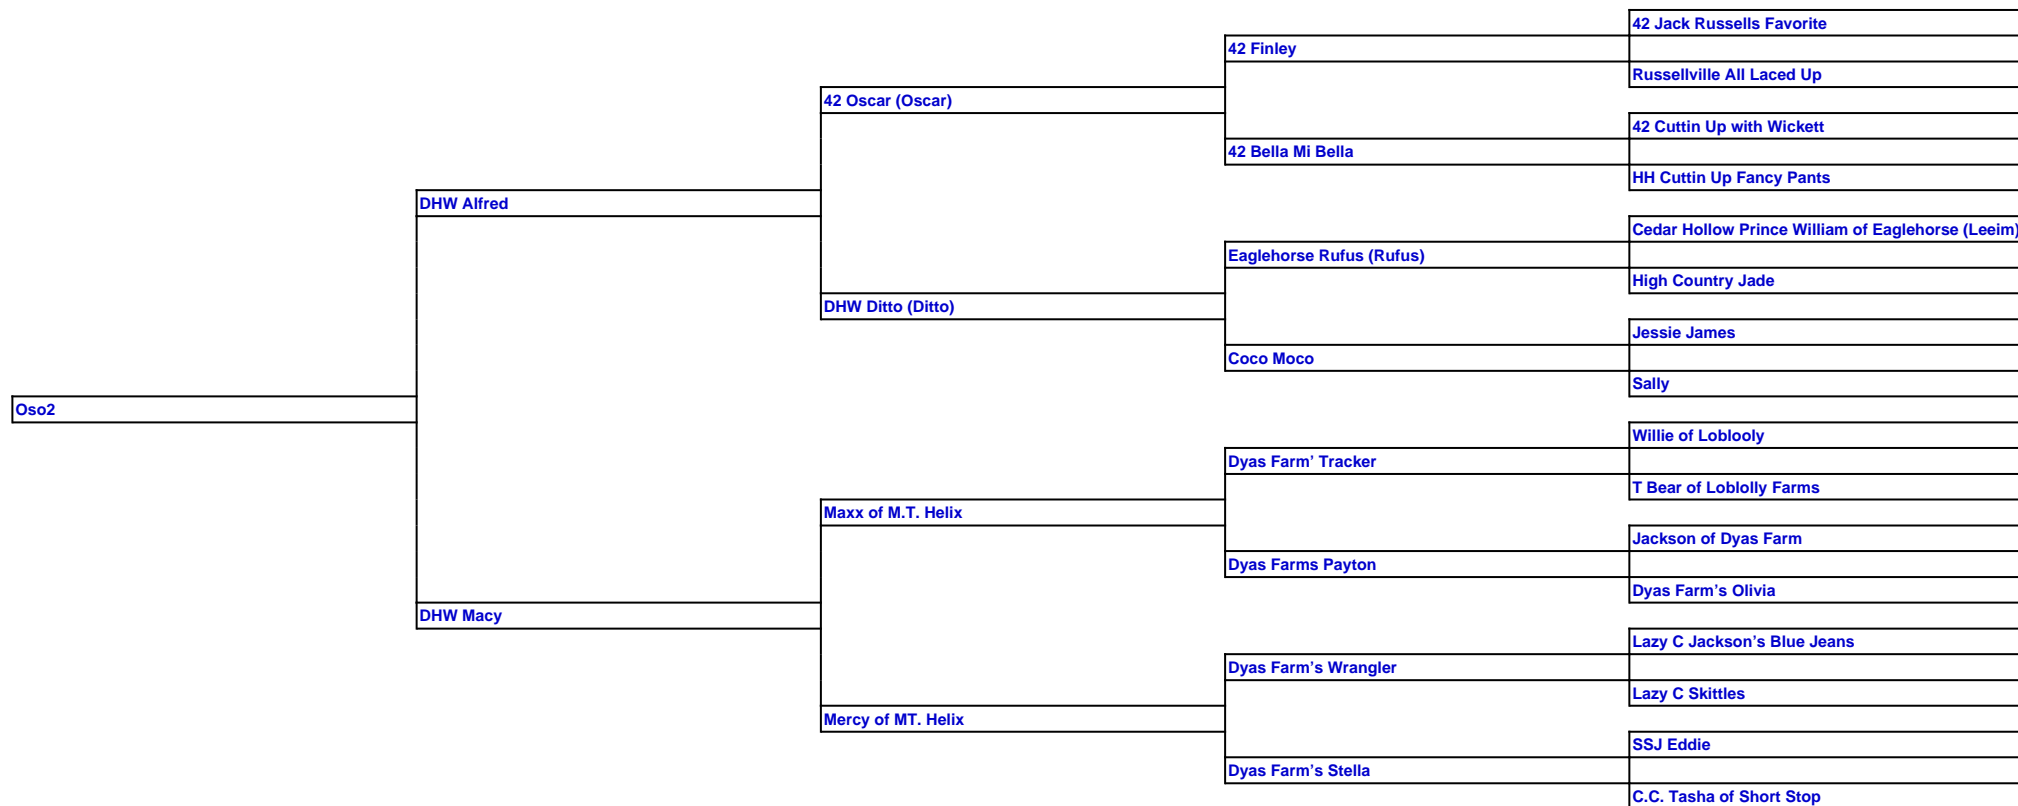 42 Jack Russells Favorite
42 Finley
Russellville All Laced Up
42 Oscar (Oscar)
42 Cuttin Up with Wickett
42 Bella Mi Bella
HH Cuttin Up Fancy Pants
DHW Alfred
Cedar Hollow Prince William of Eaglehorse (Leeim)
Eaglehorse Rufus (Rufus)
High Country Jade
DHW Ditto (Ditto)
Jessie James
Coco Moco
Sally
Oso2
Willie of Loblooly
Dyas Farm’ Tracker
T Bear of Loblolly Farms
Maxx of M.T. Helix
Jackson of Dyas Farm
Dyas Farms Payton
Dyas Farm’s Olivia
DHW Macy
Lazy C Jackson’s Blue Jeans
Dyas Farm’s Wrangler
Lazy C Skittles
Mercy of MT. Helix
SSJ Eddie
Dyas Farm’s Stella
C.C. Tasha of Short Stop